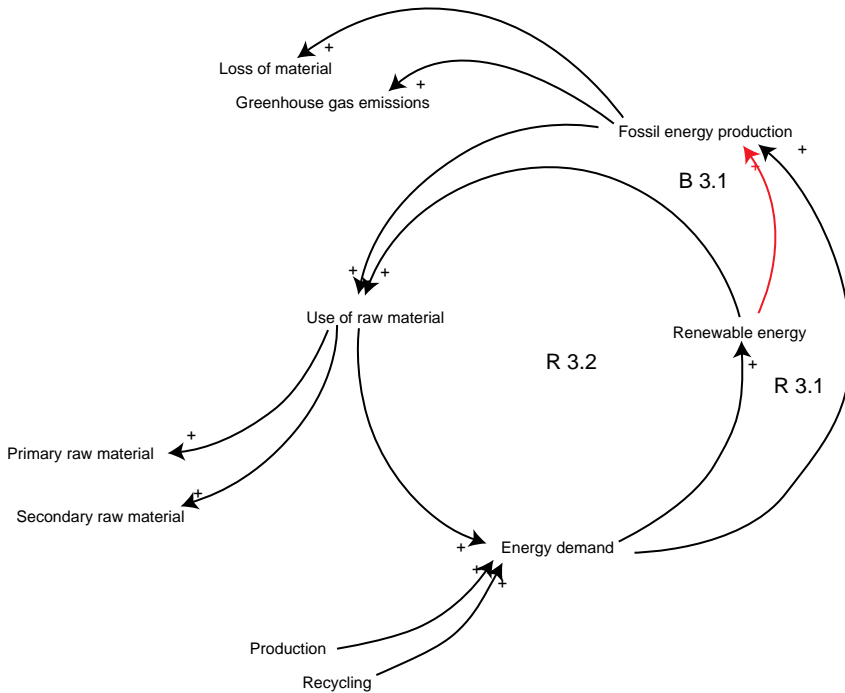 +
Loss of material
+
Greenhouse gas emissions
Fossil energy production
+
+
B 3.1
+
+
Use of raw material
Renewable energy
R 3.2
+
R 3.1
+
Primary raw material
+
Secondary raw material
+
Energy demand
+
+
Production
Recycling